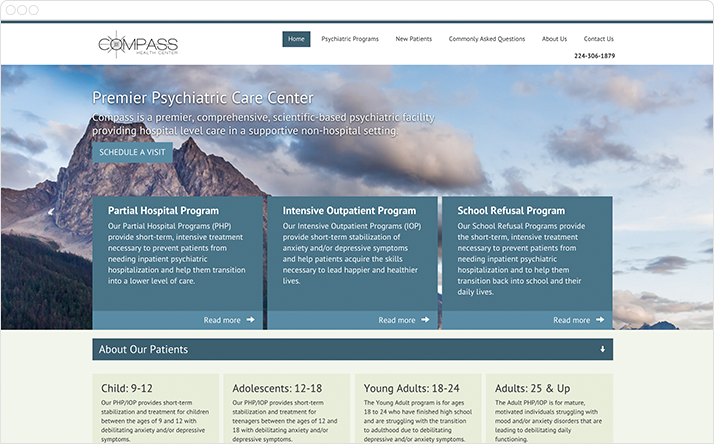 COMPASS
HEALTH CENTER
Home
Psychiatric Programs
New Patients
Commonly Asked Questions
About Us
Contact Us
224-306-1879
Premier Psychiatric Care Center
Compass is a premier, comprehensive, scientific-based psychiatric facility
providing hospital level care in a supportive non-hospital setting.
SCHEDULE A VISIT
Partial Hospital Program
Our Partial Hospital Programs (PHP)
provide short-term, intensive treatment
necessary to prevent patients from
needing inpatient psychiatric
hospitalization and help them transition
into a lower level of care.
Read more
Intensive Outpatient Program
Our Intensive Outpatient Programs (IOP)
provide short-term stabilization of
anxiety and/or depressive symptoms
and help patients acquire the skills
necessary to lead happier and healthier
lives.
Read more
School Refusal Program
Our School Refusal Programs provide
the short-term, intensive treatment
necessary to prevent patients from
needing inpatient psychiatric
hospitalization and to help them
transition back into school and their
daily lives.
Read more
About Our Patients
Child: 9-12
Our PHP/IOP provides short-term
stabilization and treatment for children
between the ages of 9 and 12 with
debilitating anxiety and/or depressive
symptoms.
Adolescents: 12-18
Our PHP/IOP provides short-term
stabilization and treatment for
teenagers between the ages of 12 and
18 with debilitating anxiety and/or
depressive symptoms.
Young Adults: 18-24
The Young Adult program is for ages
18 to 24 who have finished high school
and are struggling with the transition
to adulthood due to debilitating
depressive and/or anxiety symptoms.
Adults: 25 & Up
The Adult PHP/IOP is for mature,
motivated individuals struggling with
mood and/or anxiety disorders that are
leading to debilitating daily
functioning.